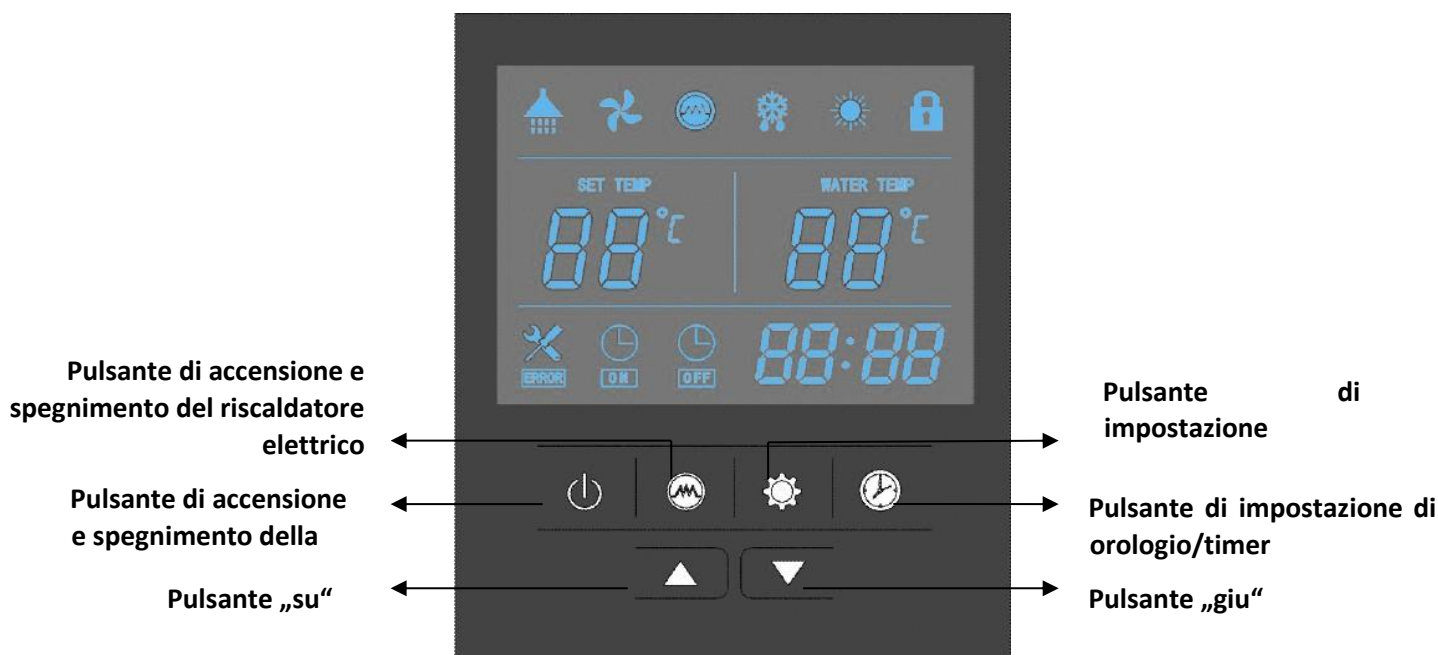 SET TEMP
WATER TEMP
88°C
88°C
ERROR
ON
OFF
88:88
Pulsante di accensione e
spegnimento del riscaldatore
elettrico
Pulsante di
impostazione
Pulsante di accensione
e spegnimento della
Pulsante di impostazione di
orologio/timer
Pulsante „su“
Pulsante „giu“